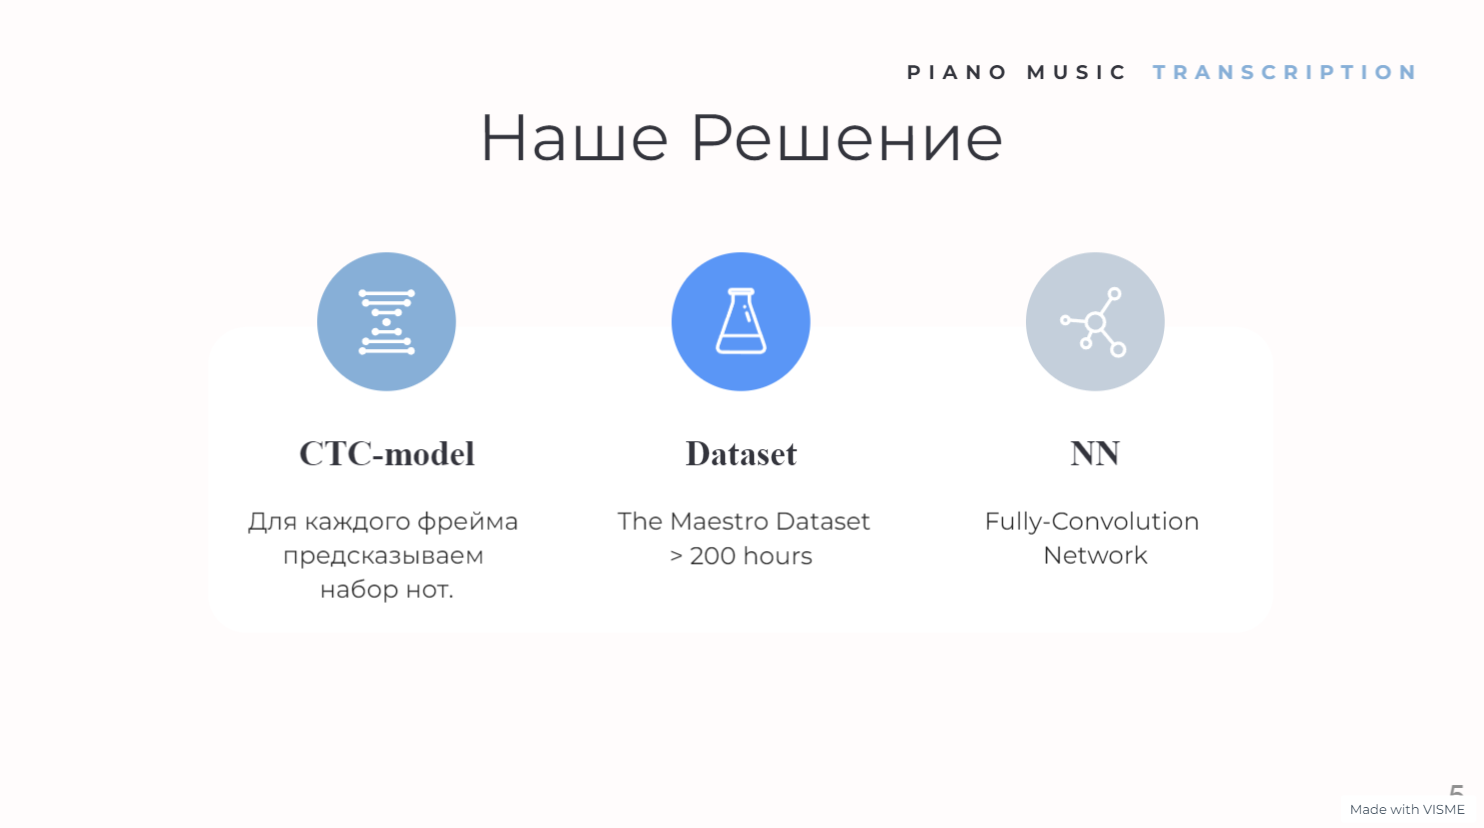 PIANO MUSIC TRANSCRIPTION
Наше Решение
CTC-model
Для каждого фрейма
предсказываем
набор нот.
Dataset
The Maestro Dataset
> 200 hours
NN
Fully-Convolution
Network
5
Made with VISME